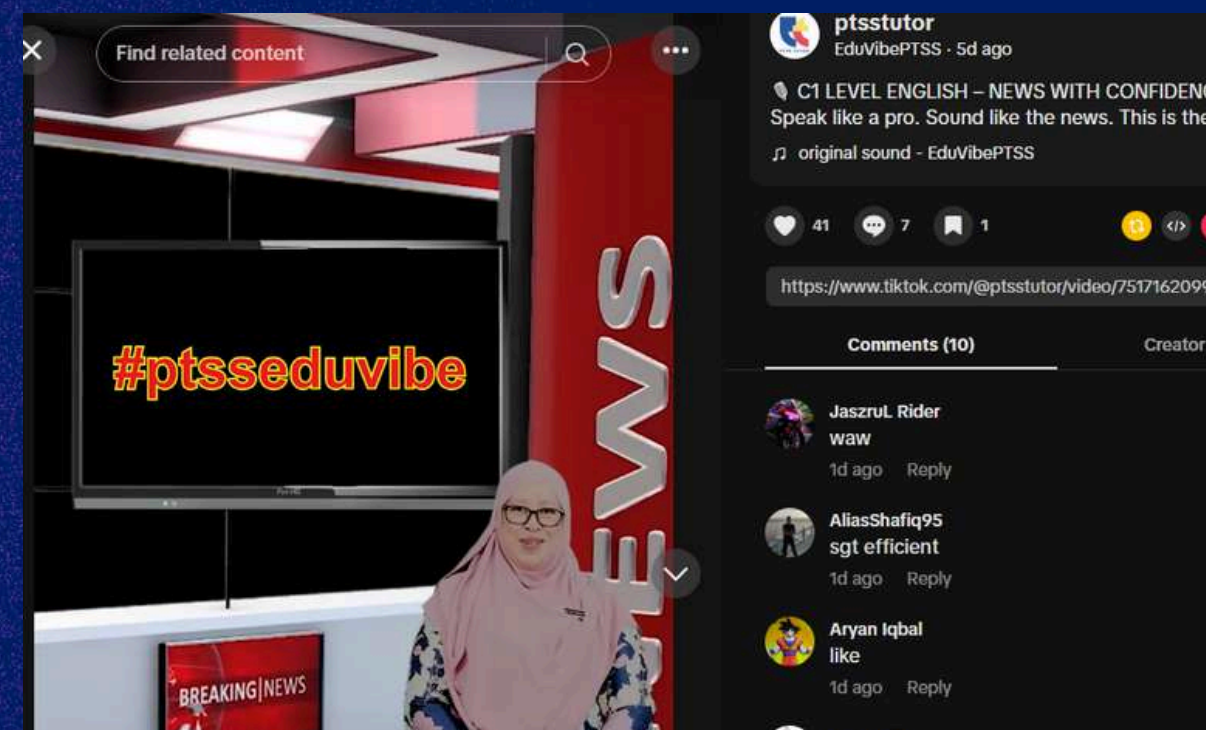 Find related content
#ptsseduvibe
NEWS
BREAKING|NEWS
ptsstutor
EduVibePTSS · 5d ago
C1 LEVEL ENGLISH – NEWS WITH
Speak like a pro. Sound like the news. This is the
original sound - EduVibePTSS
41 7 1
https://www.tiktok.com/@ptsstutor/video/7517162099
Comments (10)
Creator
JaszruL Rider
waw
1d ago Reply
AliasShafiq95
sgt efficient
1d ago Reply
Aryan Iqbal
like
1d ago Reply